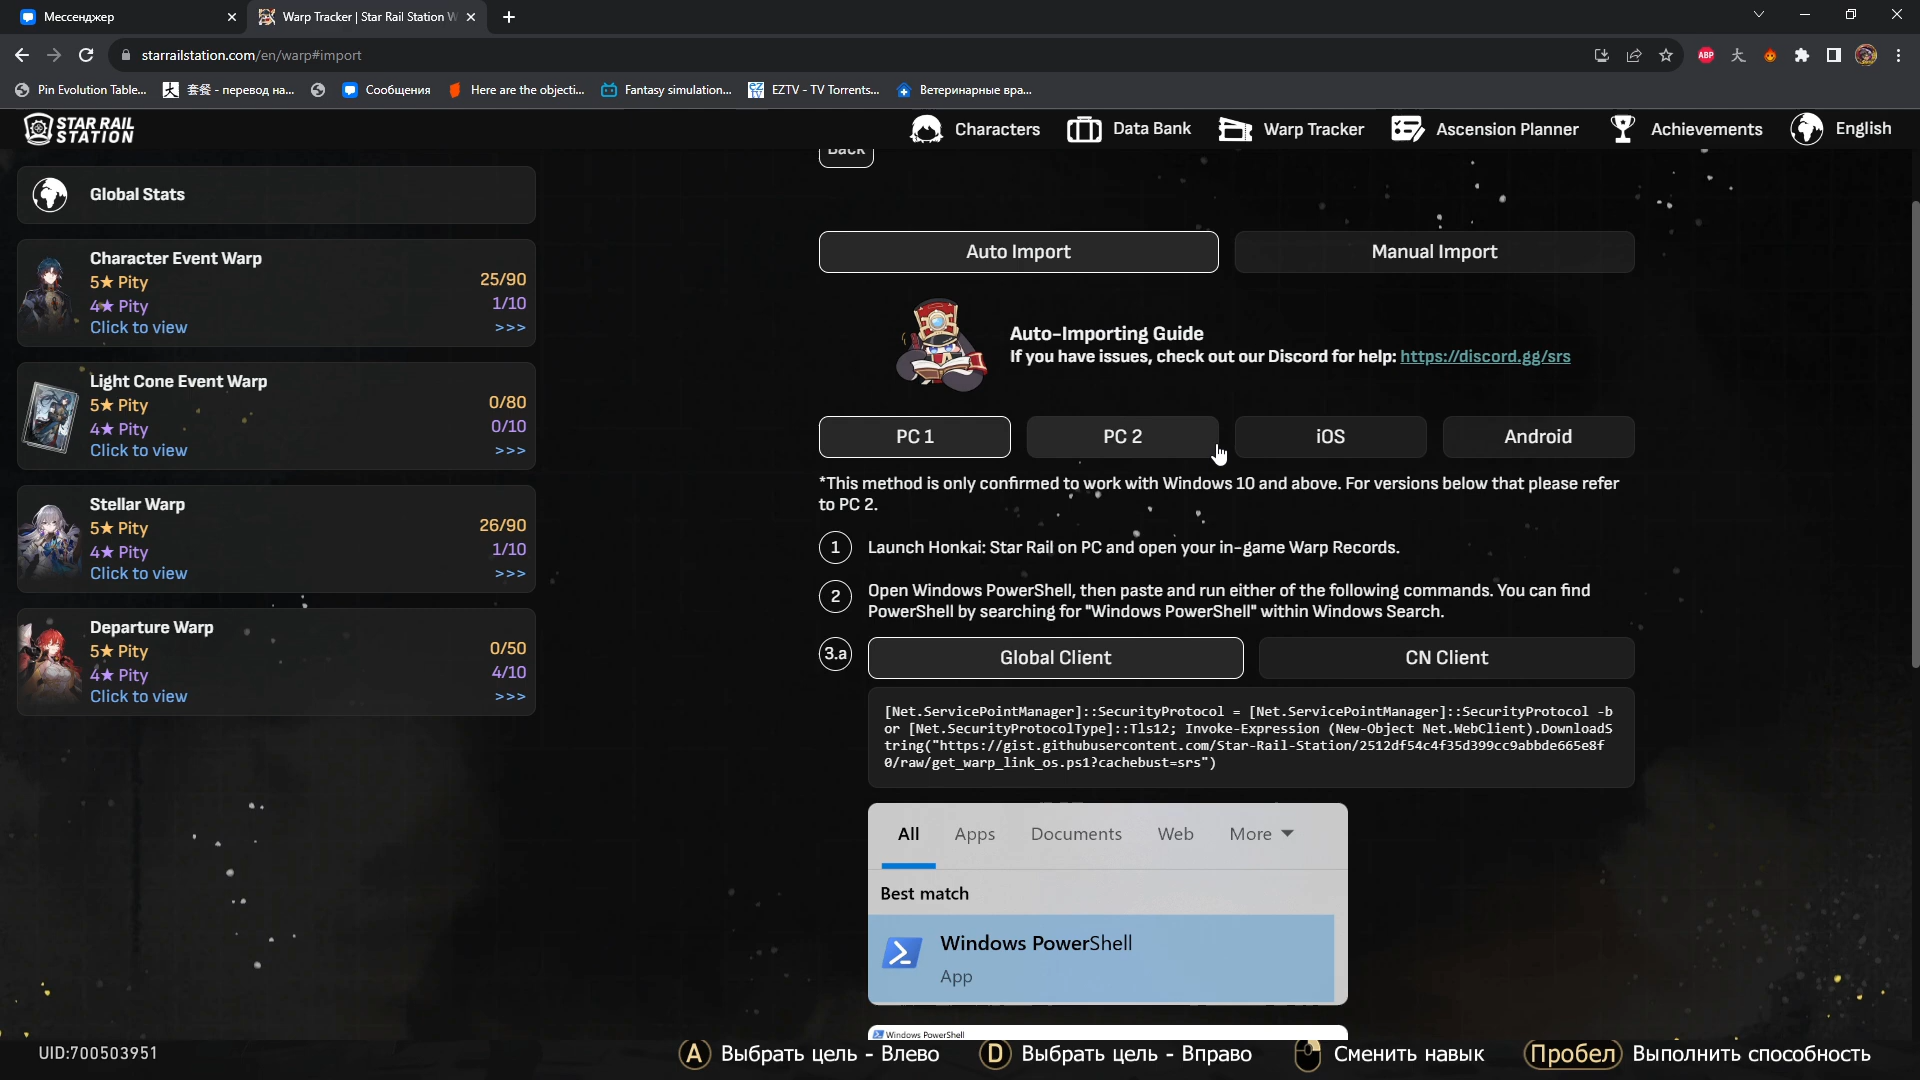 Мессенджер
Warp Tracker | Star Rail Station W
starrailstation.com/en/warp#import
ABP
Pin Evolution Table...
套餐 - перевод на...
Сообщения
Here are the objecti...
Fantasy simulation...
EZTV - TV Torrents...
Ветеринарные вра...
STAR RAIL
STATION
Characters
Data Bank
Warp Tracker
Ascension Planner
Achievements
English
Back
Global Stats
Character Event Warp
5★ Pity 25/90
4★ Pity 1/10
Click to view >>>
Light Cone Event Warp
5★ Pity 0/80
4★ Pity 0/10
Click to view >>>
Stellar Warp
5★ Pity 26/90
4★ Pity 1/10
Click to view >>>
Departure Warp
5★ Pity 0/50
4★ Pity 4/10
Click to view >>>
Auto Import
Manual Import
Auto-Importing Guide
If you have issues, check out our Discord for help: https://discord.gg/srs
PC 1
PC 2
iOS
Android
*This method is only confirmed to work with Windows 10 and above. For versions below that please refer
to PC 2.
1 Launch Honkai: Star Rail on PC and open your in-game Warp Records.
2 Open Windows PowerShell, then paste and run either of the following commands. You can find
PowerShell by searching for "Windows PowerShell" within Windows Search.
3.a Global Client
CN Client
[Net.ServicePointManager]::SecurityProtocol = [Net.ServicePointManager]::SecurityProtocol -b
or [Net.SecurityProtocolType]::Tls12; Invoke-Expression (New-Object Net.WebClient).DownloadS
tring("https://gist.githubusercontent.com/Star-Rail-Station/2512df54c4f35d399cc9abbde665e8f
0/raw/get_warp_link_os.ps1?cachebust=srs")
All
Apps
Documents
Web
More
Best match
Windows PowerShell
App
Windows PowerShell
UID:700503951
A Выбрать цель - Влево
D Выбрать цель - Вправо
Сменить навык
Пробел Выполнить способность